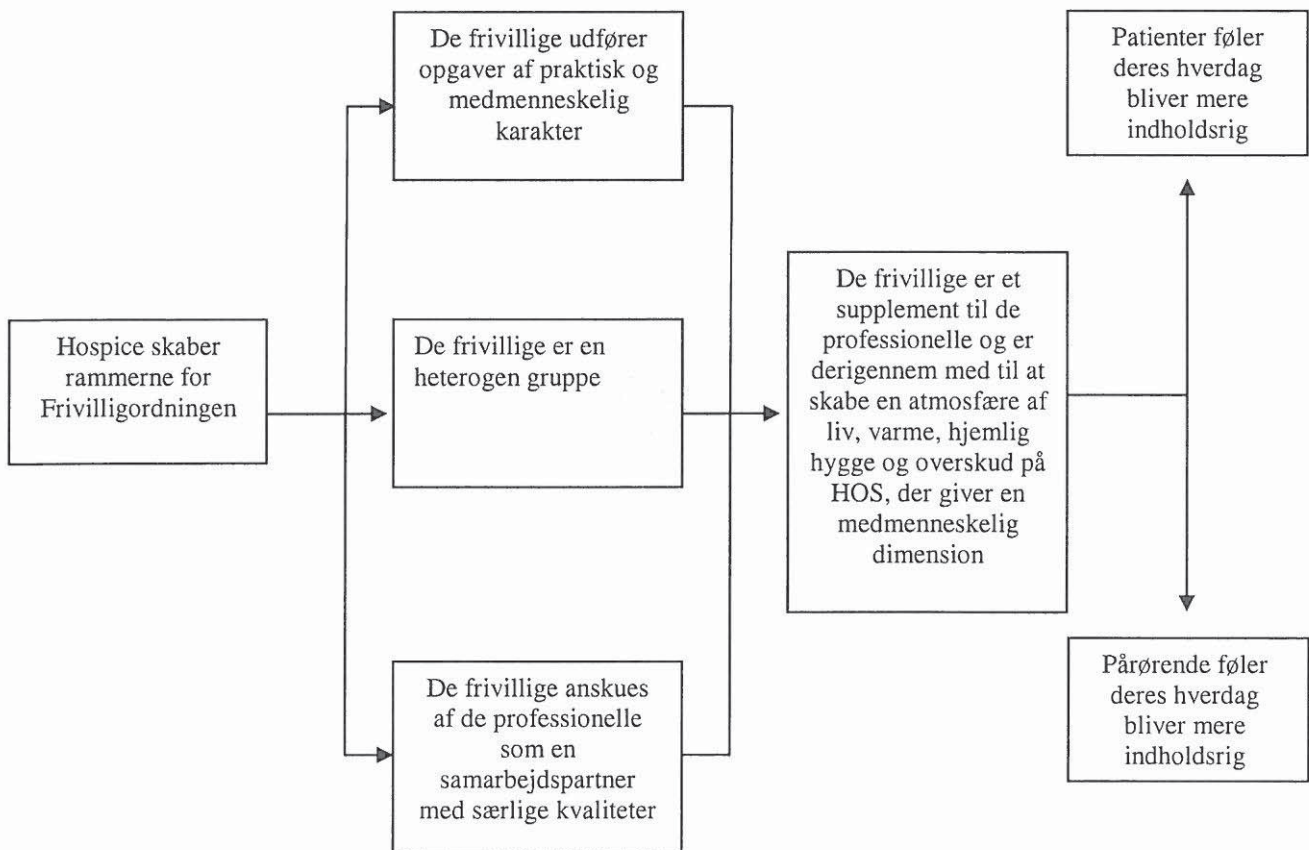 Hospice skaber
rammerne for
Frivilligordningen
De frivillige udfører
opgaver af praktisk og
medmenneskelig
karakter
De frivillige er en
heterogen gruppe
De frivillige anskues
af de professionelle
som en
samarbejdspartner
med særlige kvaliteter
De frivillige er et
supplement til de
professionelle og er
derigennem med til at
skabe en atmosfære af
liv, varme, hjemlig
hygge og overskud på
HOS, der giver en
medmenneskelig
dimension
Patienter føler
deres hverdag
bliver mere
indholdsrig
Pårørende føler
deres hverdag
bliver mere
indholdsrig